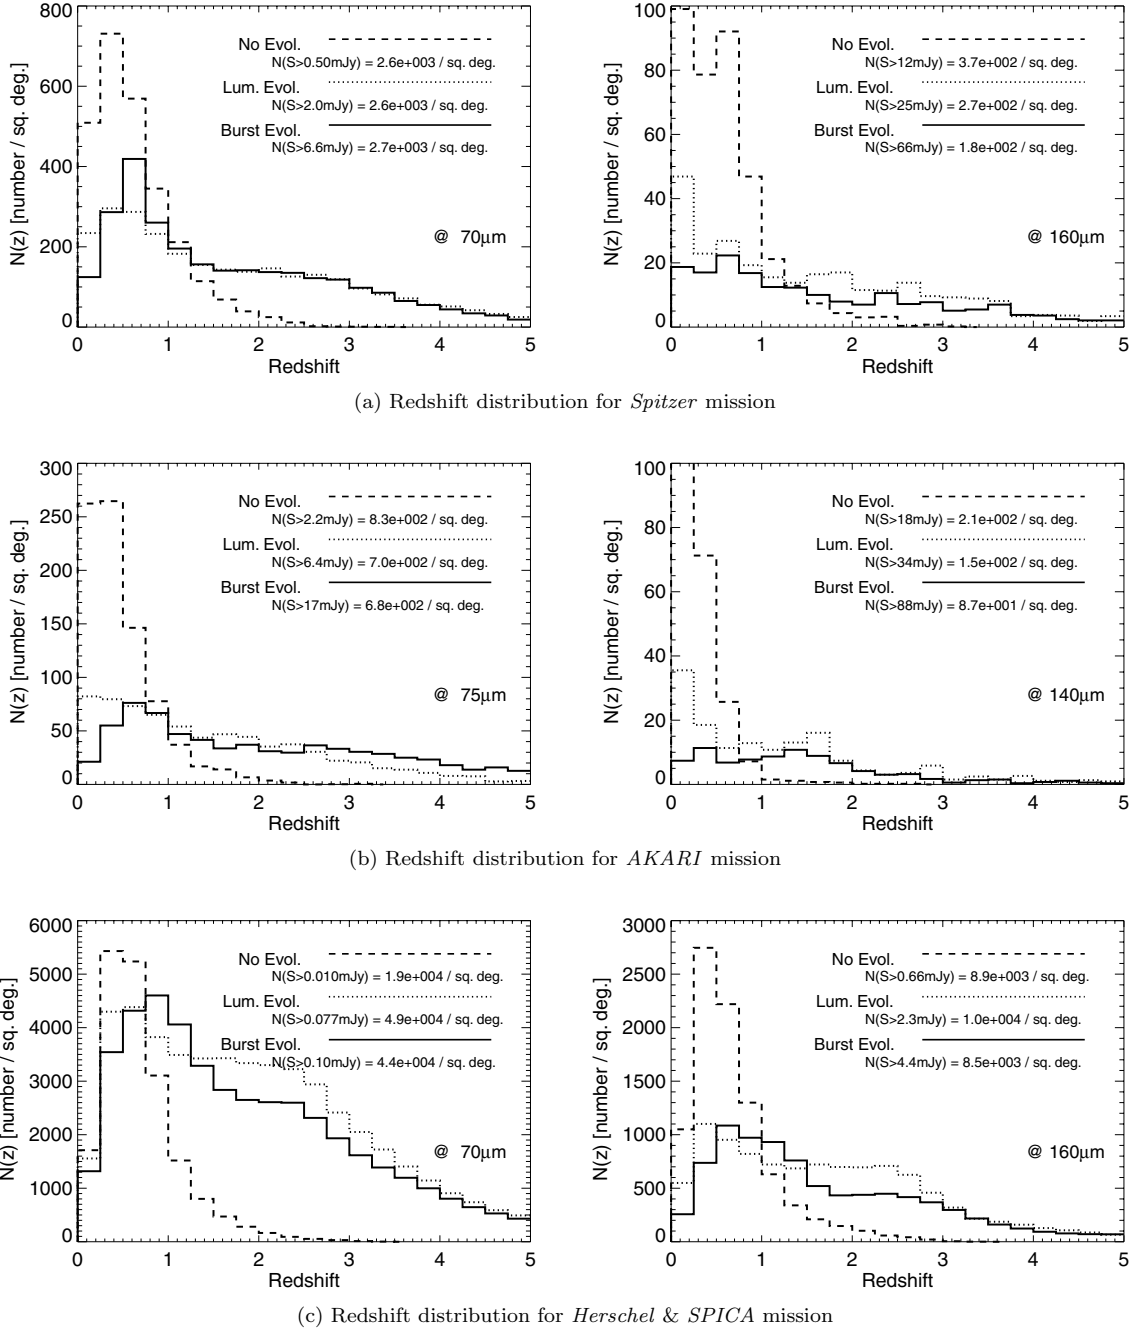 800
600
400
200
0
N(z) [number / sq. deg.]
No Evol.
N(S>0.50mJy) = 2.6e+003 / sq. deg.
Lum. Evol.
N(S>2.0mJy) = 2.6e+003 / sq. deg.
Burst Evol.
N(S>6.6mJy) = 2.7e+003 / sq. deg.
@ 70μm
0 1 2 3 4 5
Redshift
100
80
60
40
20
0
N(z) [number / sq. deg.]
No Evol.
N(S>12mJy) = 3.7e+002 / sq. deg.
Lum. Evol.
N(S>25mJy) = 2.7e+002 / sq. deg.
Burst Evol.
N(S>66mJy) = 1.8e+002 / sq. deg.
@ 160μm
0 1 2 3 4 5
Redshift
(a) Redshift distribution for Spitzer mission
300
250
200
150
100
50
0
N(z) [number / sq. deg.]
No Evol.
N(S>2.2mJy) = 8.3e+002 / sq. deg.
Lum. Evol.
N(S>6.4mJy) = 7.0e+002 / sq. deg.
Burst Evol.
N(S>17mJy) = 6.8e+002 / sq. deg.
@ 75μm
0 1 2 3 4 5
Redshift
100
80
60
40
20
0
N(z) [number / sq. deg.]
No Evol.
N(S>18mJy) = 2.1e+002 / sq. deg.
Lum. Evol.
N(S>34mJy) = 1.5e+002 / sq. deg.
Burst Evol.
N(S>88mJy) = 8.7e+001 / sq. deg.
@ 140μm
0 1 2 3 4 5
Redshift
(b) Redshift distribution for AKARI mission
6000
5000
4000
3000
2000
1000
0
N(z) [number / sq. deg.]
No Evol.
N(S>0.010mJy) = 1.9e+004 / sq. deg.
Lum. Evol.
N(S>0.077mJy) = 4.9e+004 / sq. deg.
Burst Evol.
N(S>0.10mJy) = 4.4e+004 / sq. deg.
@ 70μm
0 1 2 3 4 5
Redshift
3000
2500
2000
1500
1000
500
0
N(z) [number / sq. deg.]
No Evol.
N(S>0.66mJy) = 8.9e+003 / sq. deg.
Lum. Evol.
N(S>2.3mJy) = 1.0e+004 / sq. deg.
Burst Evol.
N(S>4.4mJy) = 8.5e+003 / sq. deg.
@ 160μm
0 1 2 3 4 5
Redshift
(c) Redshift distribution for Herschel & SPICA mission